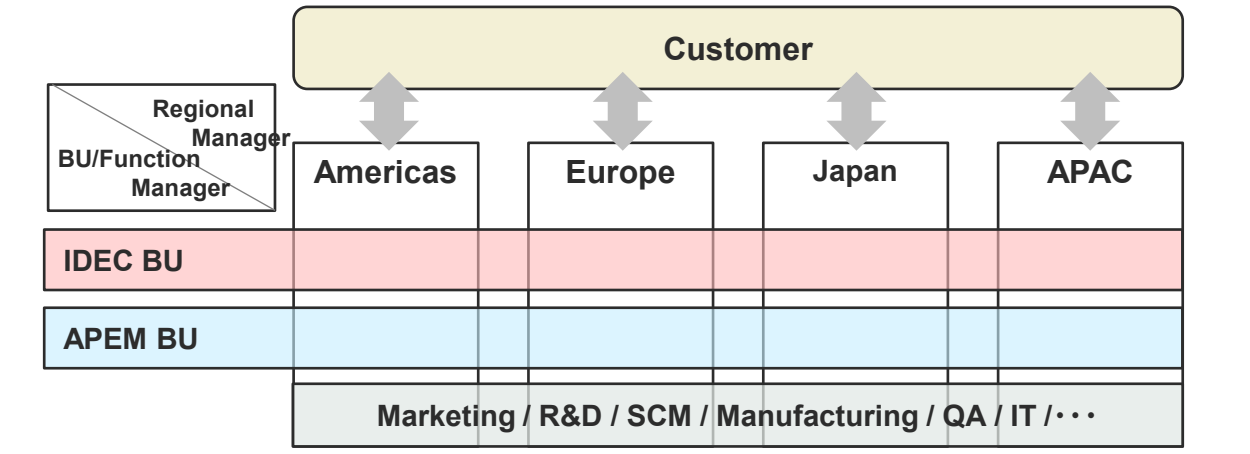 Customer
Regional
Manager
BU/Function
Manager
Americas
Europe
Japan
APAC
IDEC BU
APEM BU
Marketing / R&D / SCM / Manufacturing / QA / IT /･･･